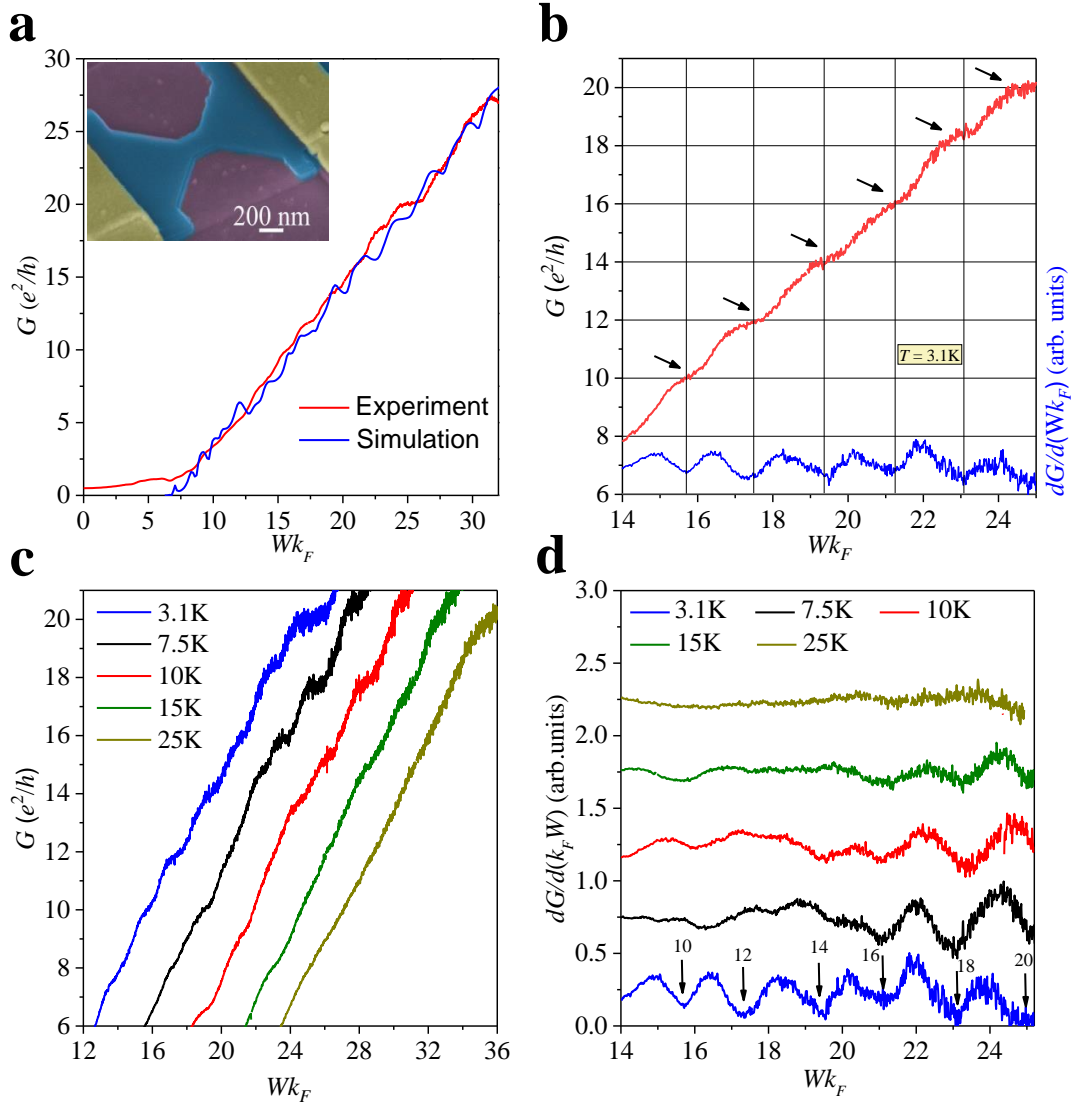 a
30
25
20
15
10
5
0
G (e²/h)
200 nm
Experiment
Simulation
0 5 10 15 20 25 30
Wk_F
b
20
18
16
14
12
10
8
6
G (e²/h)
T = 3.1K
dG/d(Wk_F) (arb. units)
14 16 18 20 22 24
Wk_F
c
20
18
16
14
12
10
8
6
G (e²/h)
3.1K
7.5K
10K
15K
25K
12 16 20 24 28 32 36
Wk_F
d
3.0
2.5
2.0
1.5
1.0
0.5
0.0
dG/d(k_F W) (arb.units)
3.1K 7.5K 10K
15K 25K
10 12 14 16 18 20
14 16 18 20 22 24
Wk_F